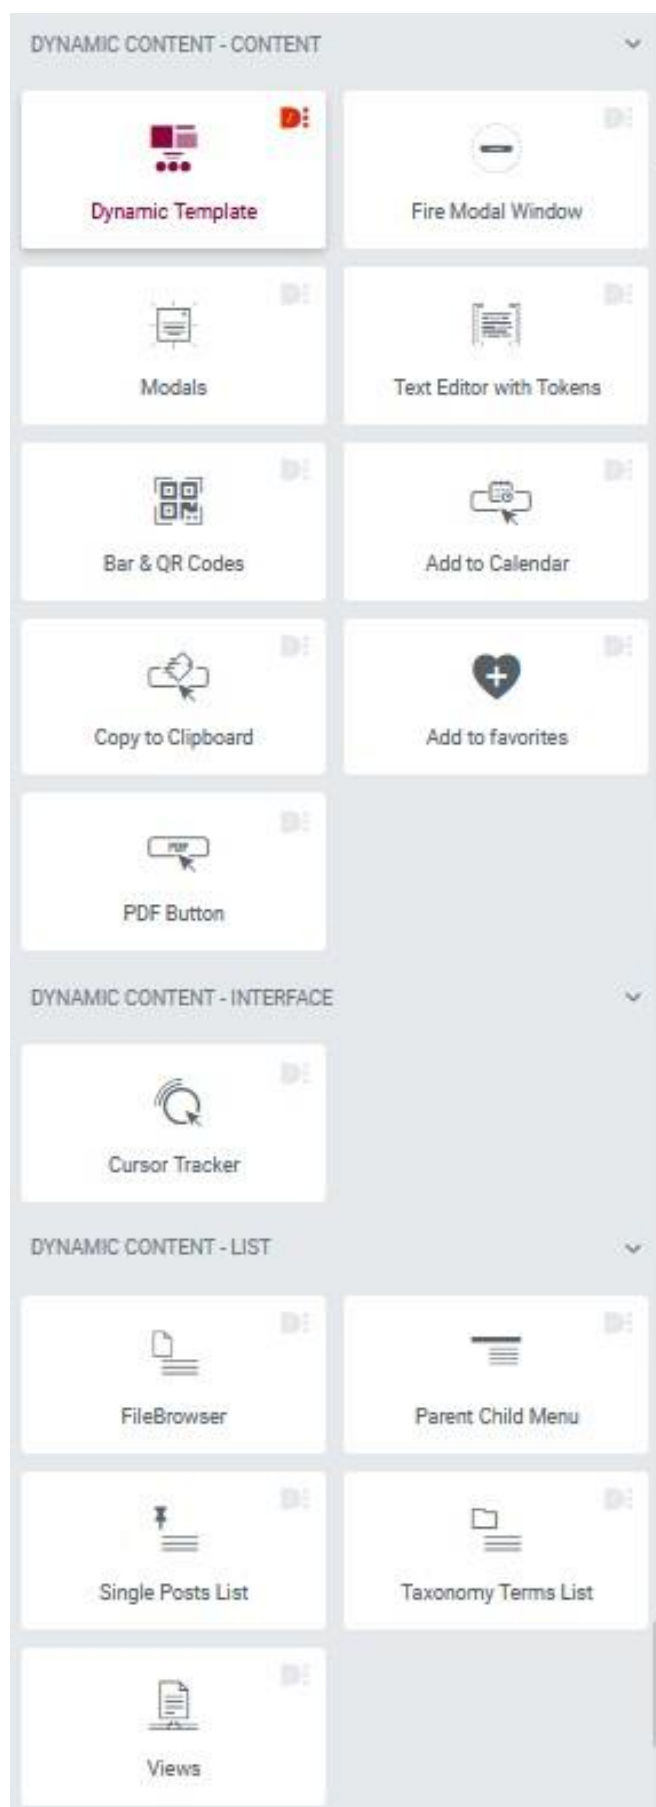 DYNAMIC CONTENT - CONTENT
Dynamic Template
Fire Modal Window
Modals
Text Editor with Tokens
Bar & QR Codes
Add to Calendar
Copy to Clipboard
Add to favorites
PDF
PDF Button
DYNAMIC CONTENT - INTERFACE
Cursor Tracker
DYNAMIC CONTENT - LIST
FileBrowser
Parent Child Menu
Single Posts List
Taxonomy Terms List
Views